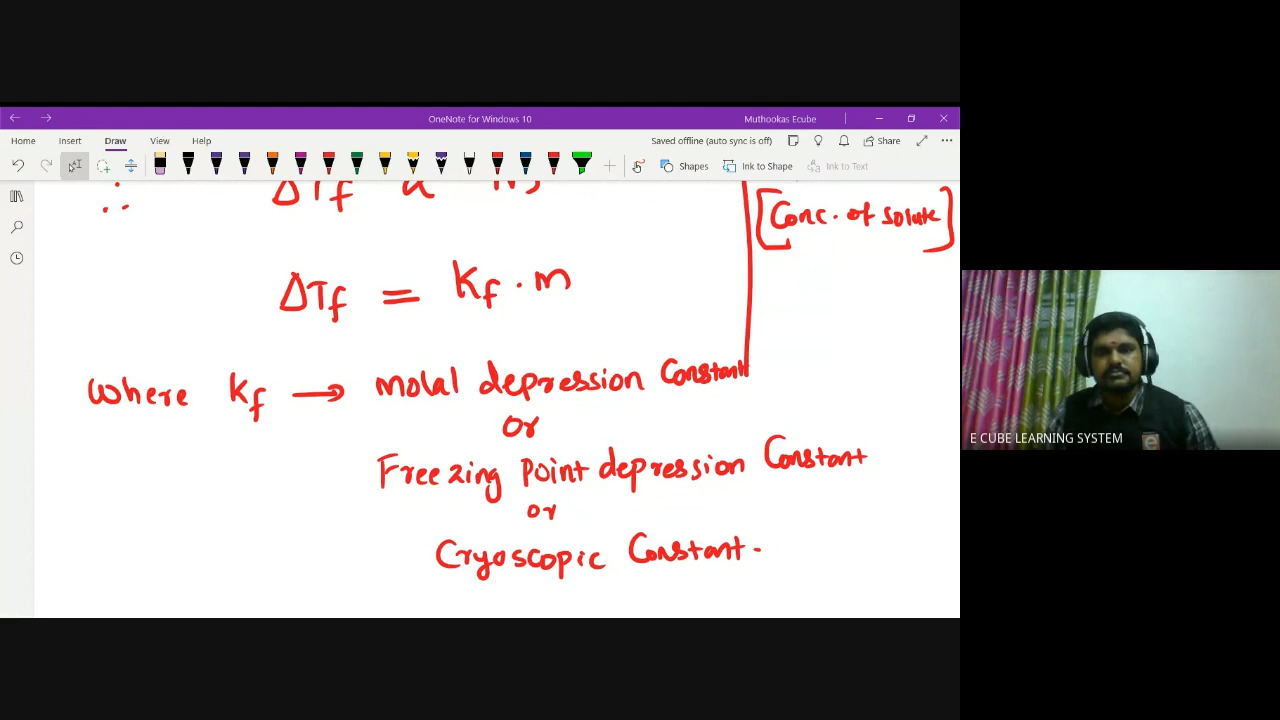 OneNote for Windows 10
Muthookas Ecube
Home Insert Draw View Help
Saved offline (auto sync is off)
Share
Shapes
Ink to Shape
Ink to Text
∴ ΔTf α
[Conc. of solute]
ΔTf = Kf . m
Where Kf → molal depression Constant
or
Freezing point depression Constant
or
Cryoscopic Constant.
E CUBE LEARNING SYSTEM